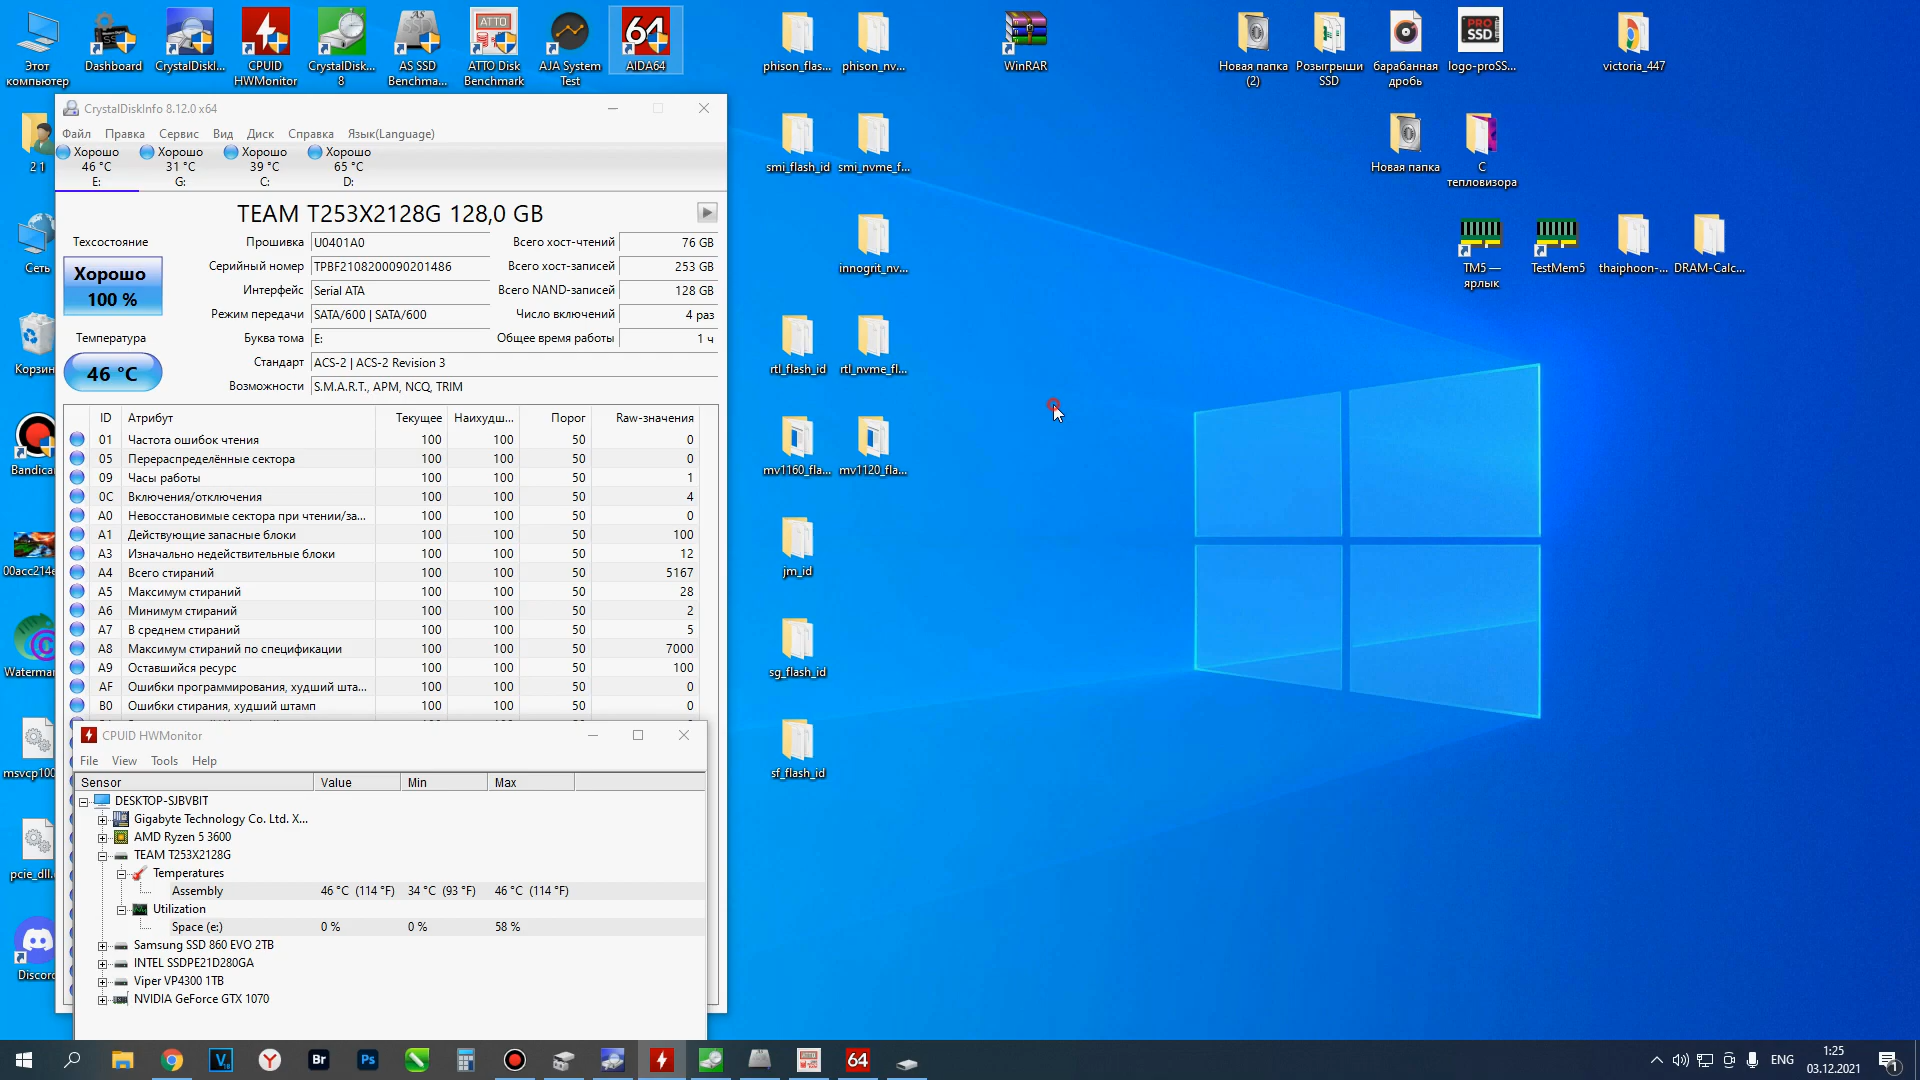 Этот
компьютер
Dashboard
CrystalDiskI...
CPUID
HWMonitor
CrystalDisk...
8
AS SSD
Benchma...
ATTO Disk
Benchmark
AJA System
Test
AIDA64
phison_flas...
phison_nv...
WinRAR
Новая папка
(2)
Розыгрыши
SSD
барабанная
дробь
logo-proSS...
victoria_447
CrystalDiskInfo 8.12.0 x64
Файл Правка Сервис Вид Диск Справка Язык(Language)
Хорошо Хорошо Хорошо Хорошо
46 °C 31 °C 39 °C 65 °C
E: G: C: D:
TEAM T253X2128G 128,0 GB
Техсостояние
Хорошо
100 %
Температура
46 °C
Прошивка U0401A0
Серийный номер TPBF2108200090201486
Интерфейс Serial ATA
Режим передачи SATA/600 | SATA/600
Буква тома E:
Стандарт ACS-2 | ACS-2 Revision 3
Возможности S.M.A.R.T., APM, NCQ, TRIM
Всего хост-чтений 76 GB
Всего хост-записей 253 GB
Всего NAND-записей 128 GB
Число включений 4 раз
Общее время работы 1 ч
ID Атрибут Текущее Наихудш... Порог Raw-значения
01 Частота ошибок чтения 100 100 50 0
05 Перераспределённые сектора 100 100 50 0
09 Часы работы 100 100 50 1
0C Включения/отключения 100 100 50 4
A0 Невосстановимые сектора при чтении/за... 100 100 50 0
A1 Действующие запасные блоки 100 100 50 100
A3 Изначально недействительные блоки 100 100 50 12
A4 Всего стираний 100 100 50 5167
A5 Максимум стираний 100 100 50 28
A6 Минимум стираний 100 100 50 2
A7 В среднем стираний 100 100 50 5
A8 Максимум стираний по спецификации 100 100 50 7000
A9 Оставшийся ресурс 100 100 50 100
AF Ошибки программирования, худший шта... 100 100 50 0
B0 Ошибки стирания, худший штамп 100 100 50 0
CPUID HWMonitor
File View Tools Help
Sensor Value Min Max
DESKTOP-SJBVBIT
Gigabyte Technology Co. Ltd. X...
AMD Ryzen 5 3600
TEAM T253X2128G
Temperatures
Assembly 46 °C (114 °F) 34 °C (93 °F) 46 °C (114 °F)
Utilization
Space (e:) 0 % 0 % 58 %
Samsung SSD 860 EVO 2TB
INTEL SSDPE21D280GA
Viper VP4300 1TB
NVIDIA GeForce GTX 1070
2 1
Сеть
Корзин
Bandica
00acc214e
Waterma
msvcp100
pcie_dll.
Discord
smi_flash_id
smi_nvme_f...
innogrit_nv...
rtl_flash_id
rtl_nvme_fl...
mv1160_fla...
mv1120_fla...
jm_id
sg_flash_id
sf_flash_id
Новая папка
С
тепловизора
TM5 —
ярлык
TestMem5
thaiphoon-...
DRAM-Calc...
PRO
SSD
64
AS
SSD
ATTO
Br
Ps
64
ENG
1:25
03.12.2021
1